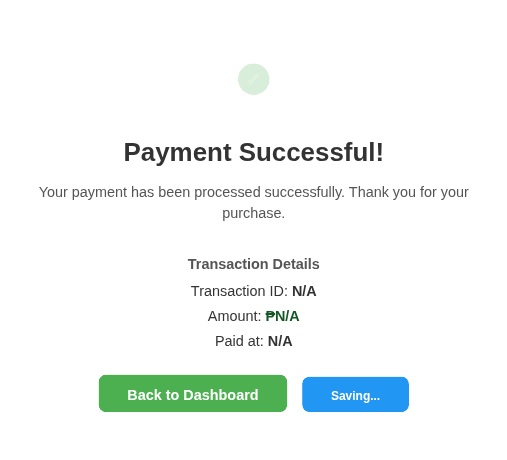 Payment Successful!
Your payment has been processed successfully. Thank you for your
purchase.
Transaction Details
Transaction ID: N/A
Amount: ₱N/A
Paid at: N/A
Back to Dashboard
Saving...